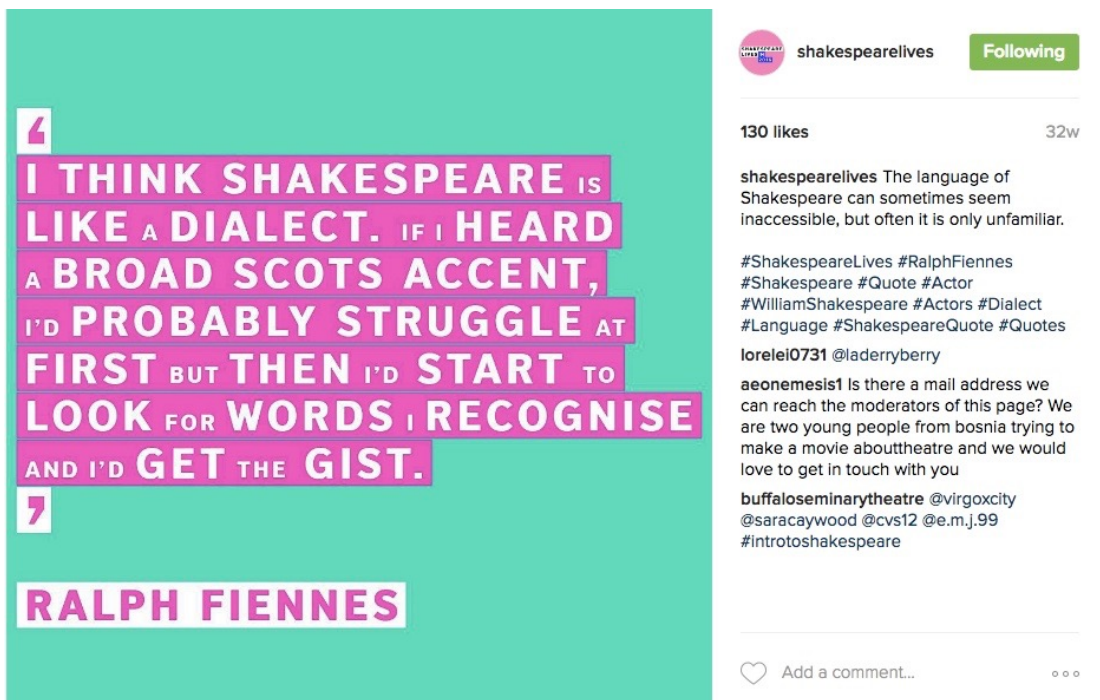 ‘
I THINK SHAKESPEARE IS
LIKE A DIALECT. IF I HEARD
A BROAD SCOTS ACCENT,
I'D PROBABLY STRUGGLE AT
FIRST BUT THEN I'D START TO
LOOK FOR WORDS I RECOGNISE
AND I'D GET THE GIST.
’
RALPH FIENNES
SHAKESPEARE
LIVES IN
2016
shakespearelives
Following
130 likes
32w
shakespearelives The language of
Shakespeare can sometimes seem
inaccessible, but often it is only unfamiliar.
#ShakespeareLives #RalphFiennes
#Shakespeare #Quote #Actor
#WilliamShakespeare #Actors #Dialect
#Language #ShakespeareQuote #Quotes
lorelei0731 @laderryberry
aeonemesis1 Is there a mail address we
can reach the moderators of this page? We
are two young people from bosnia trying to
make a movie abouttheatre and we would
love to get in touch with you
buffaloseminarytheatre @virgoxcity
@saracaywood @cvs12 @e.m.j.99
#introtoshakespeare
Add a comment...